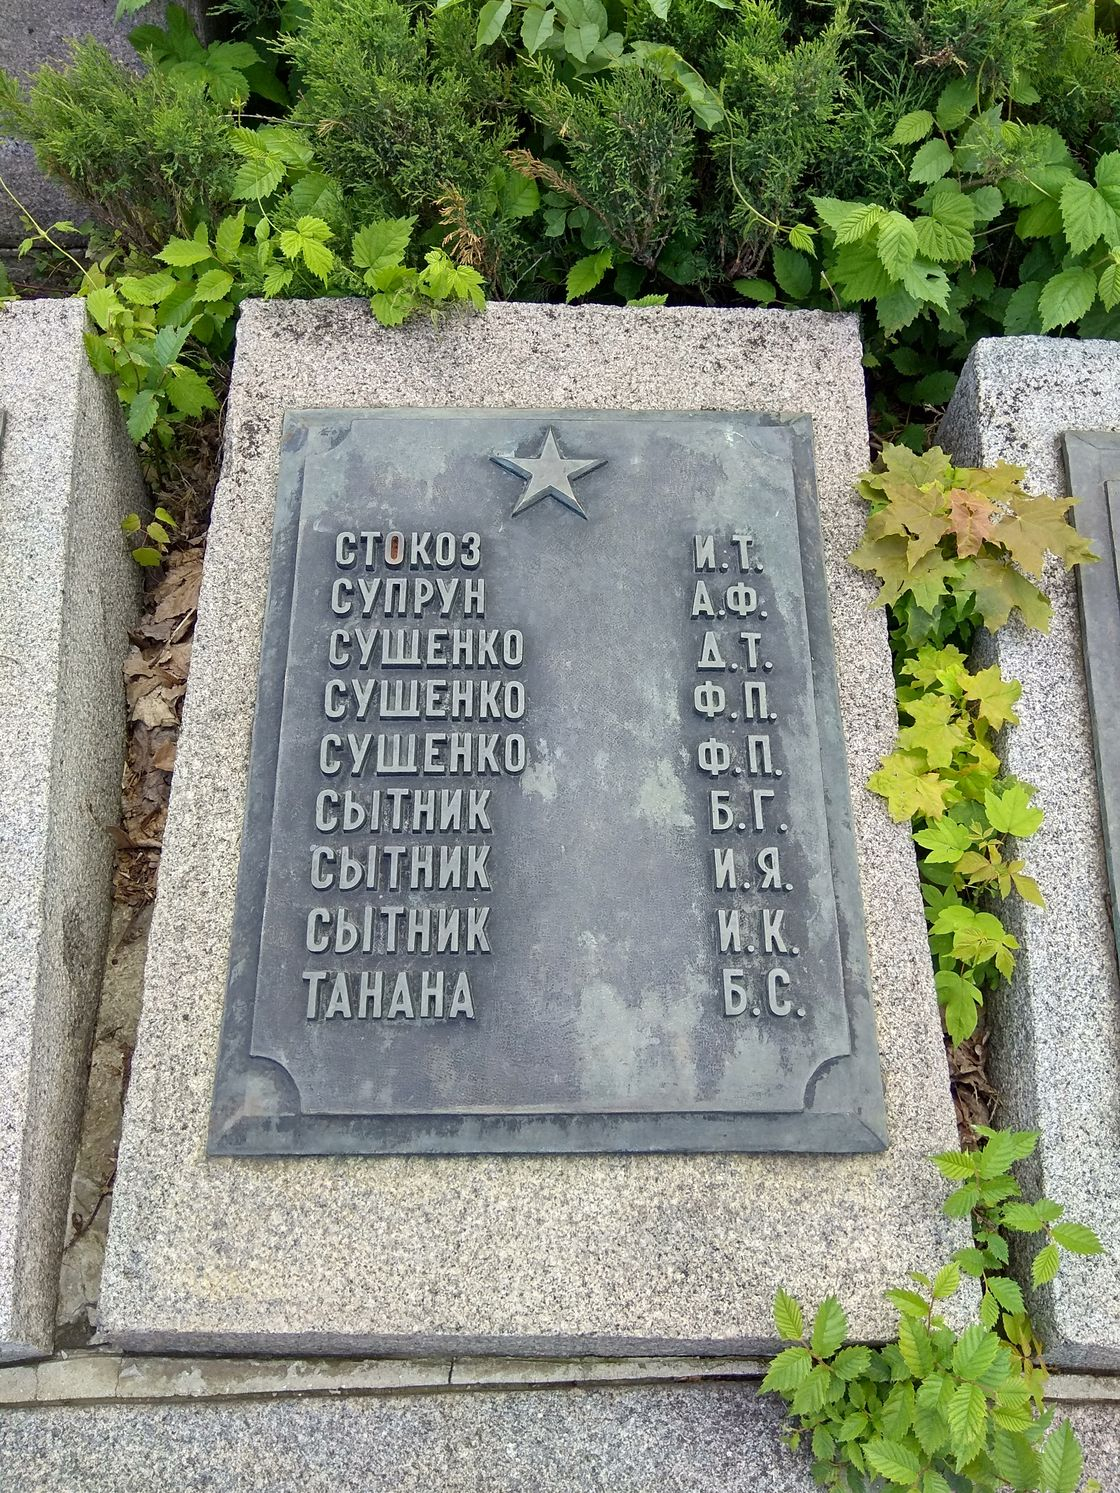 СТОКОЗ И.Т.
СУПРУН А.Ф.
СУЩЕНКО Д.Т.
СУЩЕНКО Ф.П.
СУЩЕНКО Ф.П.
СЫТНИК Б.Г.
СЫТНИК И.Я.
СЫТНИК И.К.
ТАНАНА Б.С.